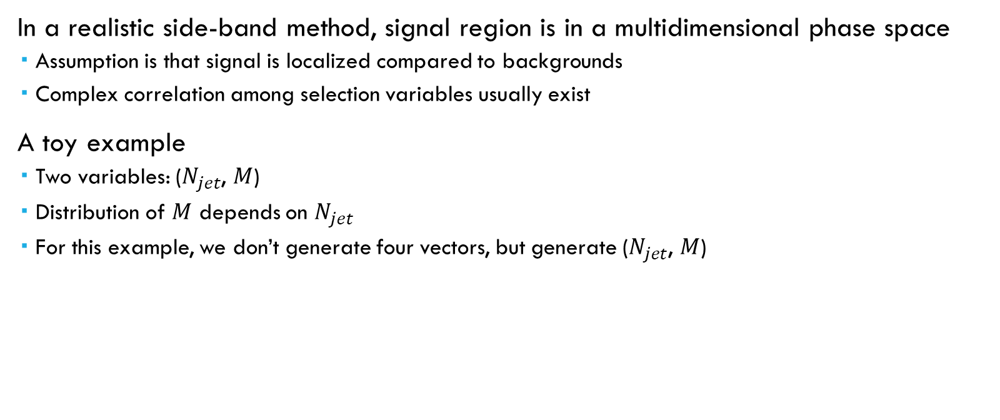 In a realistic side-band method, signal region is in a multidimensional phase space
▪ Assumption is that signal is localized compared to backgrounds
▪ Complex correlation among selection variables usually exist
A toy example
▪ Two variables: (N_{jet}, M)
▪ Distribution of M depends on N_{jet}
▪ For this example, we don’t generate four vectors, but generate (N_{jet}, M)